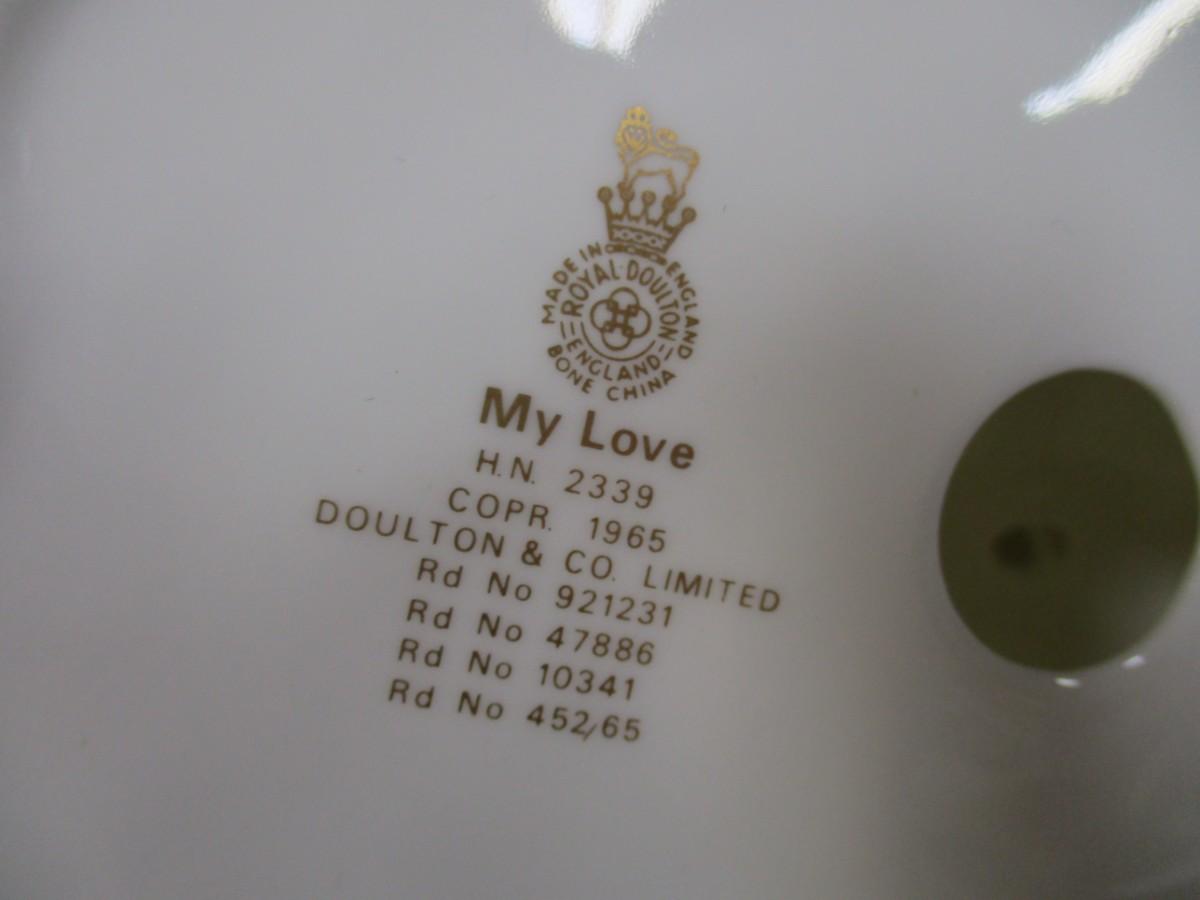 MADE IN ENGLAND
ROYAL DOULTON
ENGLAND
BONE CHINA
My Love
H.N. 2339
COPR. 1965
DOULTON & CO. LIMITED
Rd No 921231
Rd No 47886
Rd No 10341
Rd No 452/65